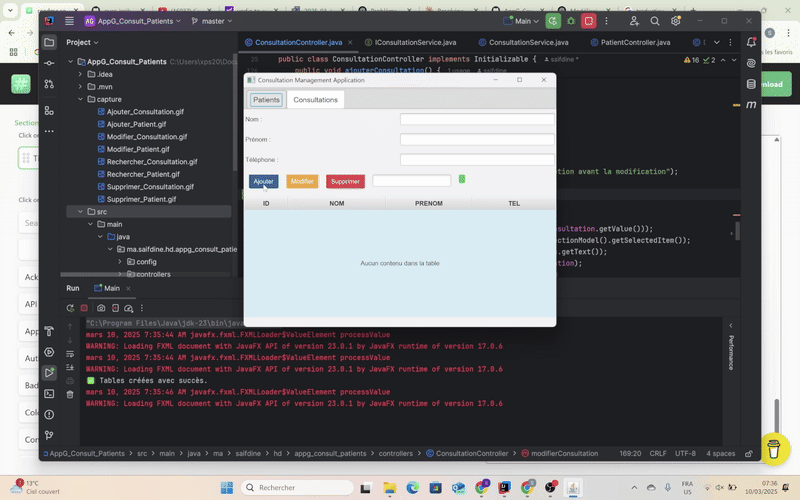 AppG_Consult_Patients
master
Main
Project
ConsultationController.java
IConsultationService.java
ConsultationService.java
PatientController.java
AppG_Consult_Patients
.idea
.mvn
capture
Ajouter_Consultation.gif
Ajouter_Patient.gif
Modifier_Consultation.gif
Modifier_Patient.gif
Rechercher_Consultation.gif
Rechercher_Patient.gif
Supprimer_Consultation.gif
Supprimer_Patient.gif
src
main
java
ma.saifdine.hd.appg_consult_patie
config
controllers
35
public class ConsultationController implements Initializable {
saifdine *
public void ajouterConsultation() {
16
2
Consultation Management Application
Patients
Consultations
Nom :
Prénom :
Téléphone :
Ajouter
Modifier
Supprimer
ID
NOM
PRENOM
TEL
Aucun contenu dans la table
tion avant la modification");
nsultation.getValue()));
ctionModel().getSelectedItem());
.getText());
tion);
Run
Main
"C:\Program Files\Java\jdk-23\bin\java
mars 10, 2025 7:35:44 AM javafx.fxml.FXMLLoader$ValueElement processValue
WARNING: Loading FXML document with JavaFX API of version 23.0.1 by JavaFX runtime of version 17.0.6
mars 10, 2025 7:35:44 AM javafx.fxml.FXMLLoader$ValueElement processValue
WARNING: Loading FXML document with JavaFX API of version 23.0.1 by JavaFX runtime of version 17.0.6
Tables créées avec succès.
mars 10, 2025 7:35:46 AM javafx.fxml.FXMLLoader$ValueElement processValue
WARNING: Loading FXML document with JavaFX API of version 23.0.1 by JavaFX runtime of version 17.0.6
Performance
AppG_Consult_Patients > src > main > java > ma > saifdine > hd > appg_consult_patients > controllers > ConsultationController > modifierConsultation
169:20
CRLF
UTF-8
4 spaces
13°C
Ciel couvert
Rechercher
FRA
US
07:36
10/03/2025